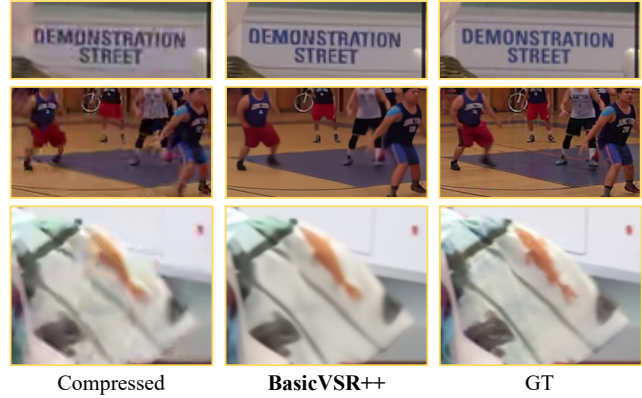 DEMONSTRATION
STREET
DEMONSTRATION
STREET
DEMONSTRATION
STREET
Compressed
BasicVSR++
GT